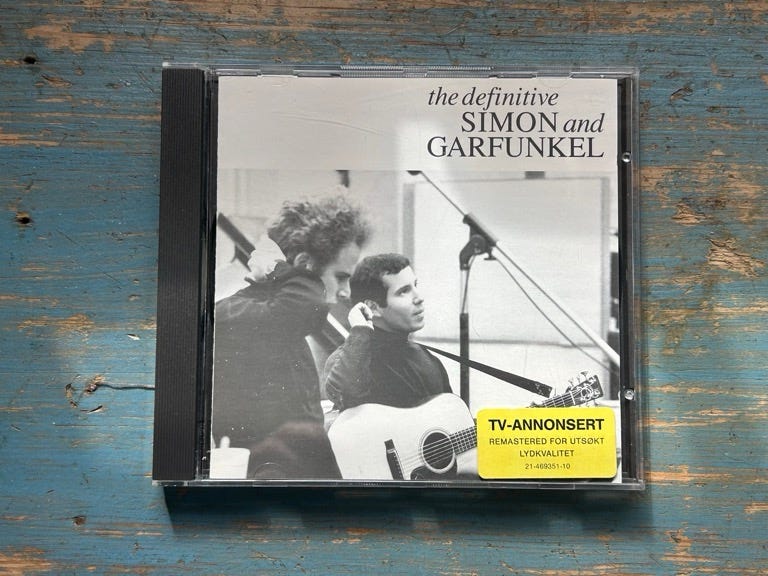 the definitive
SIMON and
GARFUNKEL
TV-ANNONSERT
REMASTERED FOR UTSØKT
LYDKVALITET
21-469351-10